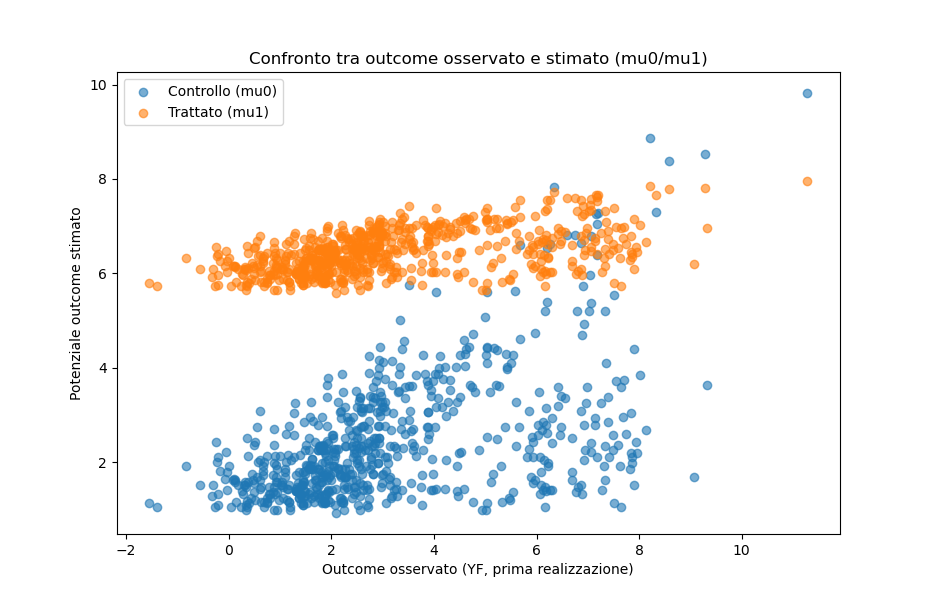 Confronto tra outcome osservato e stimato (mu0/mu1)
Controllo (mu0)
Trattato (mu1)
Potenziale outcome stimato
10
8
6
4
2
−2
0
2
4
6
8
10
Outcome osservato (YF, prima realizzazione)